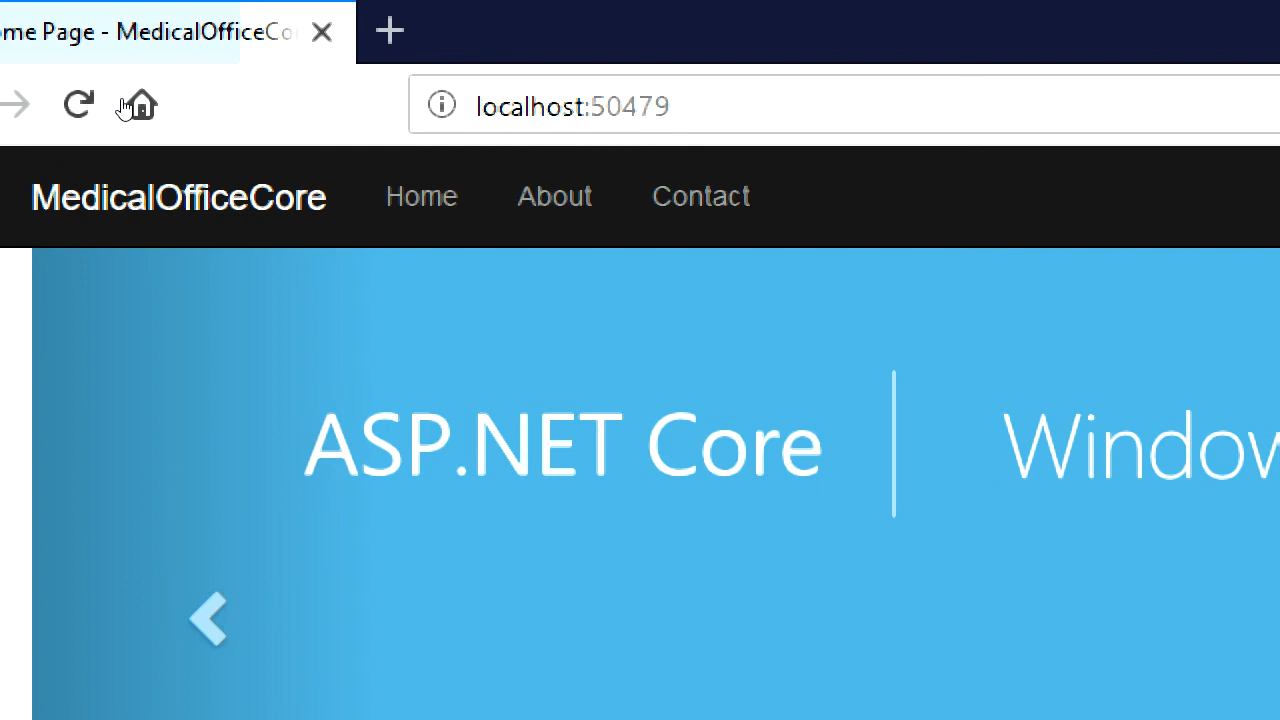 me Page - MedicalOfficeCo
localhost:50479
MedicalOfficeCore Home About Contact
ASP.NET Core Window